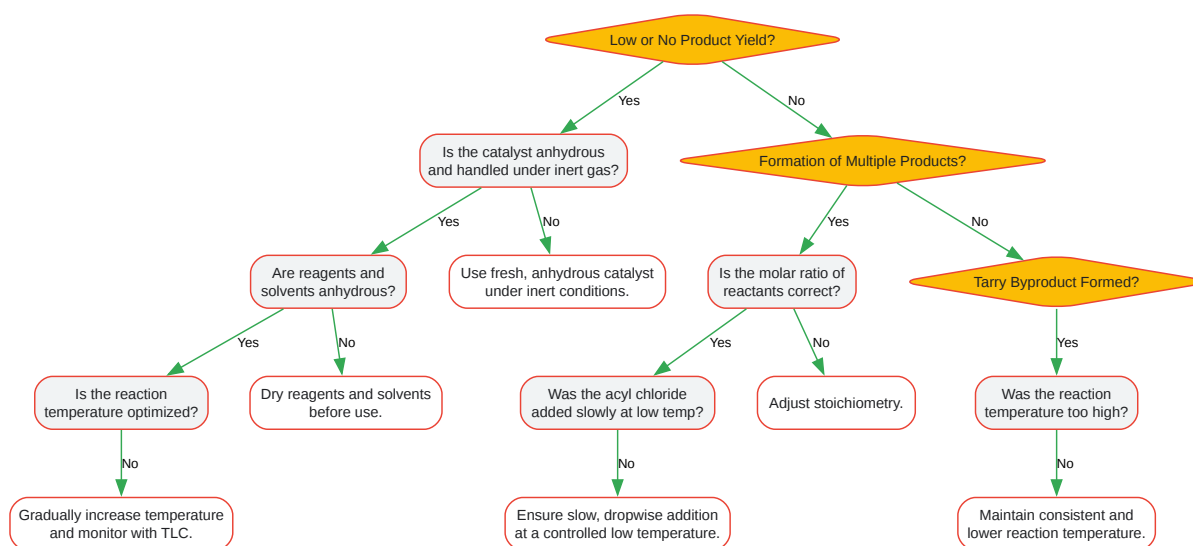 Low or No Product Yield?
Yes
No
Is the catalyst anhydrous
and handled under inert gas?
Formation of Multiple Products?
Yes
No
Yes
No
Are reagents and
solvents anhydrous?
Use fresh, anhydrous catalyst
under inert conditions.
Is the molar ratio of
reactants correct?
Tarry Byproduct Formed?
Yes
No
Yes
No
Yes
Is the reaction
temperature optimized?
Dry reagents and solvents
before use.
Was the acyl chloride
added slowly at low temp?
Adjust stoichiometry.
Was the reaction
temperature too high?
No
No
No
Gradually increase temperature
and monitor with TLC.
Ensure slow, dropwise addition
at a controlled low temperature.
Maintain consistent and
lower reaction temperature.